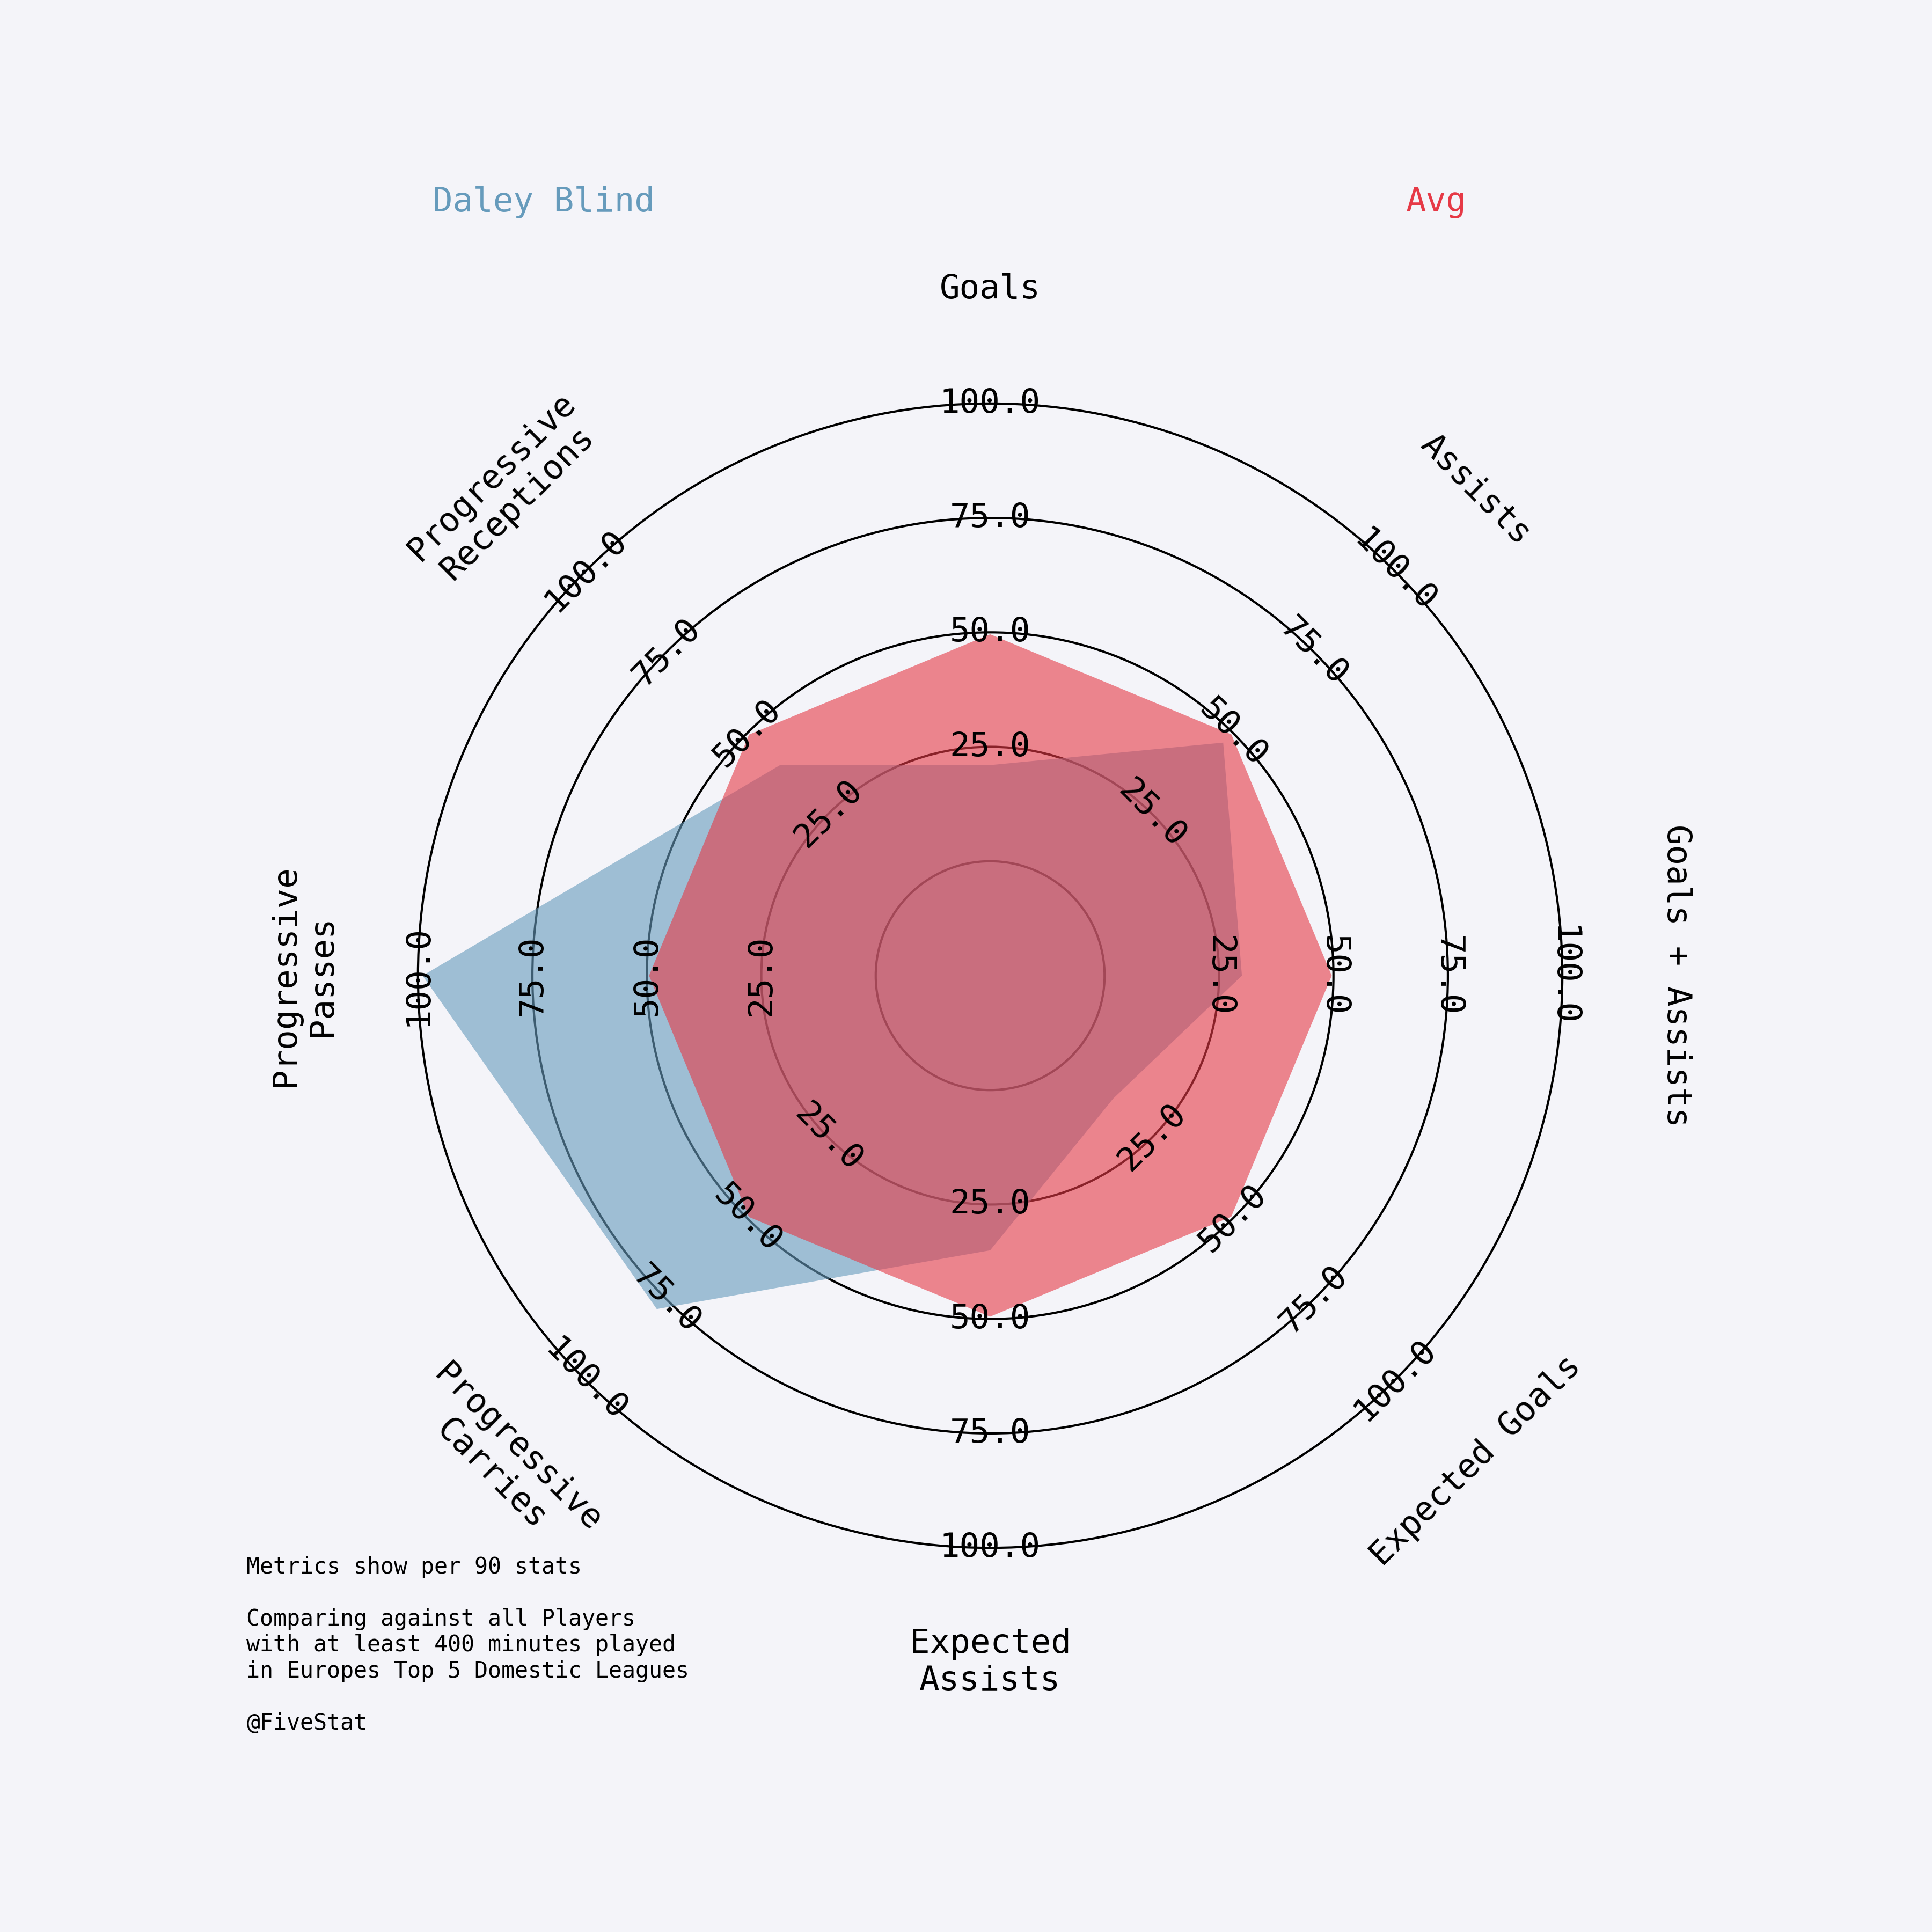 Daley Blind
Avg
Goals
Assists
Goals + Assists
Expected Goals
Expected
Assists
Progressive
Carries
Progressive
Passes
Progressive
Receptions
25.0
50.0
75.0
100.0
25.0
50.0
75.0
100.0
25.0
50.0
75.0
100.0
25.0
50.0
75.0
100.0
25.0
50.0
75.0
100.0
25.0
50.0
75.0
100.0
25.0
50.0
75.0
100.0
25.0
50.0
75.0
100.0
Metrics show per 90 stats
Comparing against all Players
with at least 400 minutes played
in Europes Top 5 Domestic Leagues
@FiveStat